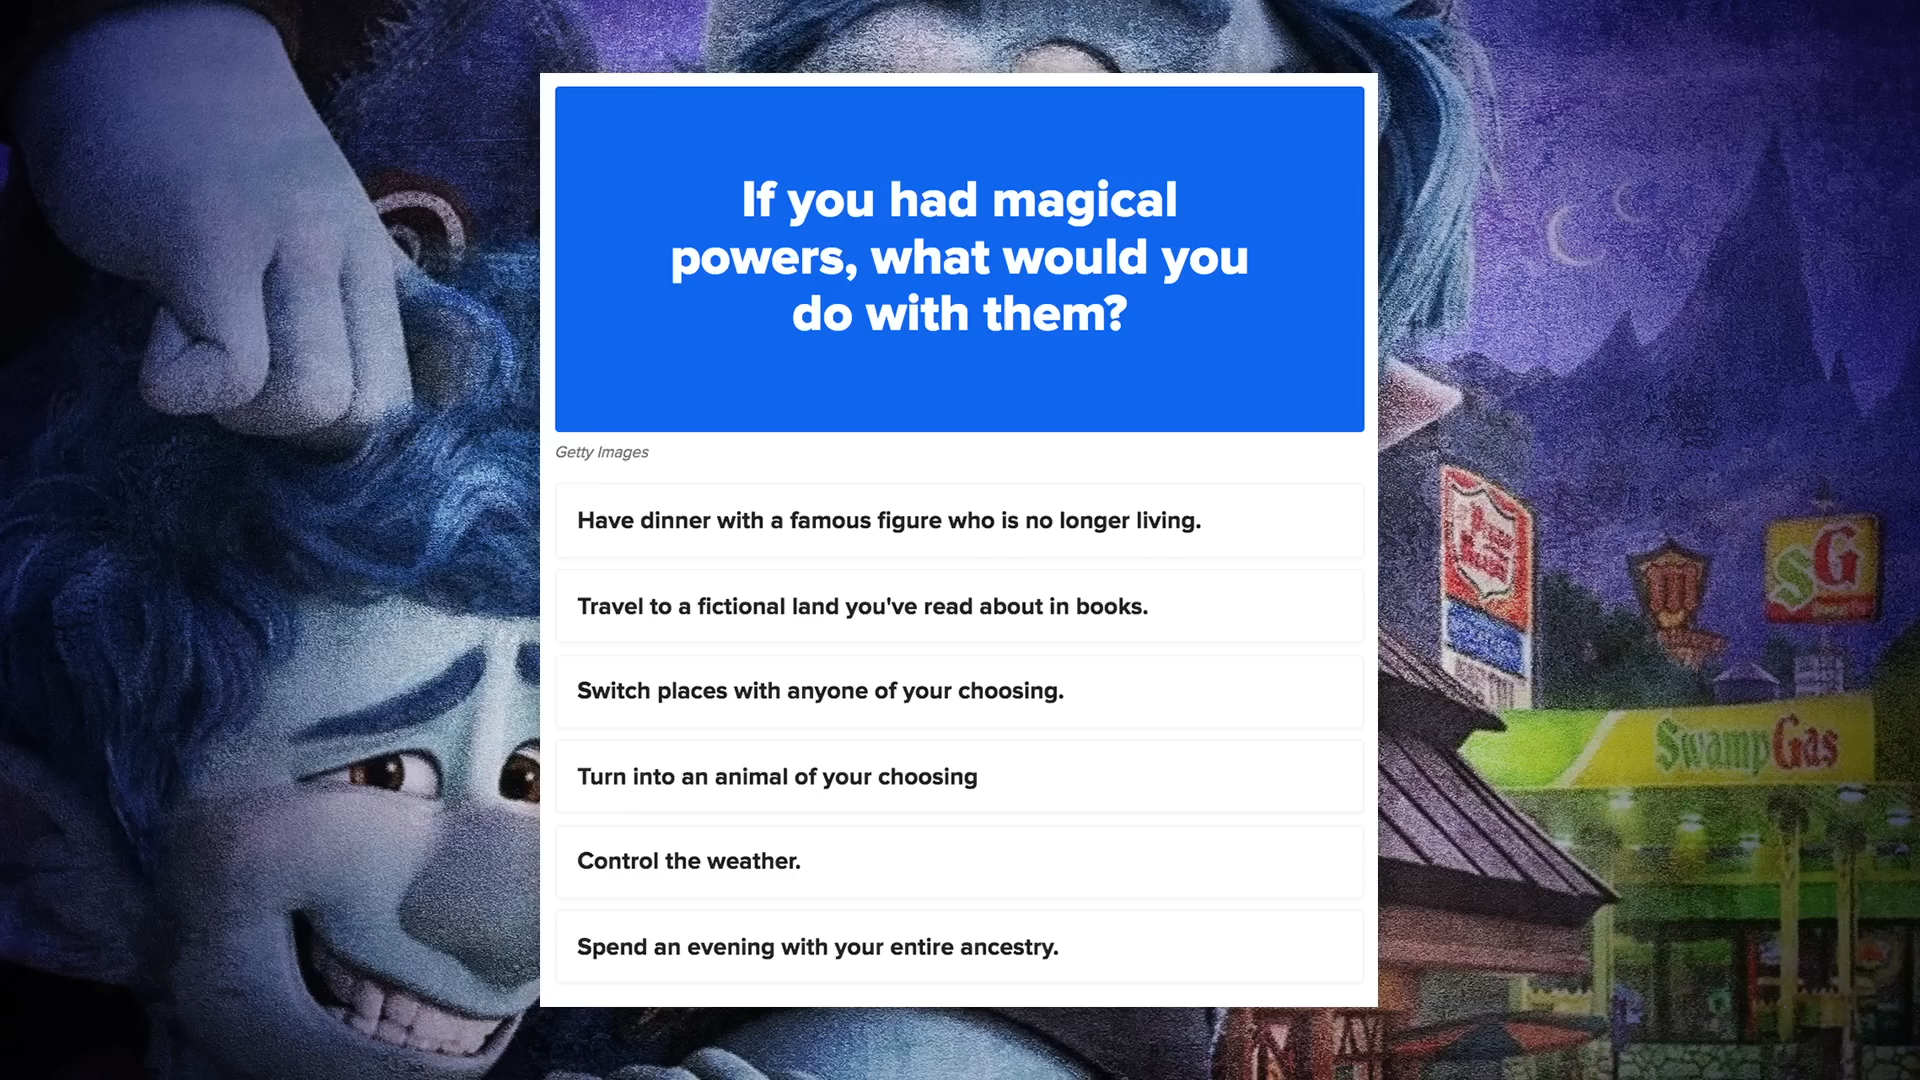 If you had magical
powers, what would you
do with them?
Getty Images
Have dinner with a famous figure who is no longer living.
Travel to a fictional land you've read about in books.
Switch places with anyone of your choosing.
Turn into an animal of your choosing
Control the weather.
Spend an evening with your entire ancestry.
SG
SwampGas